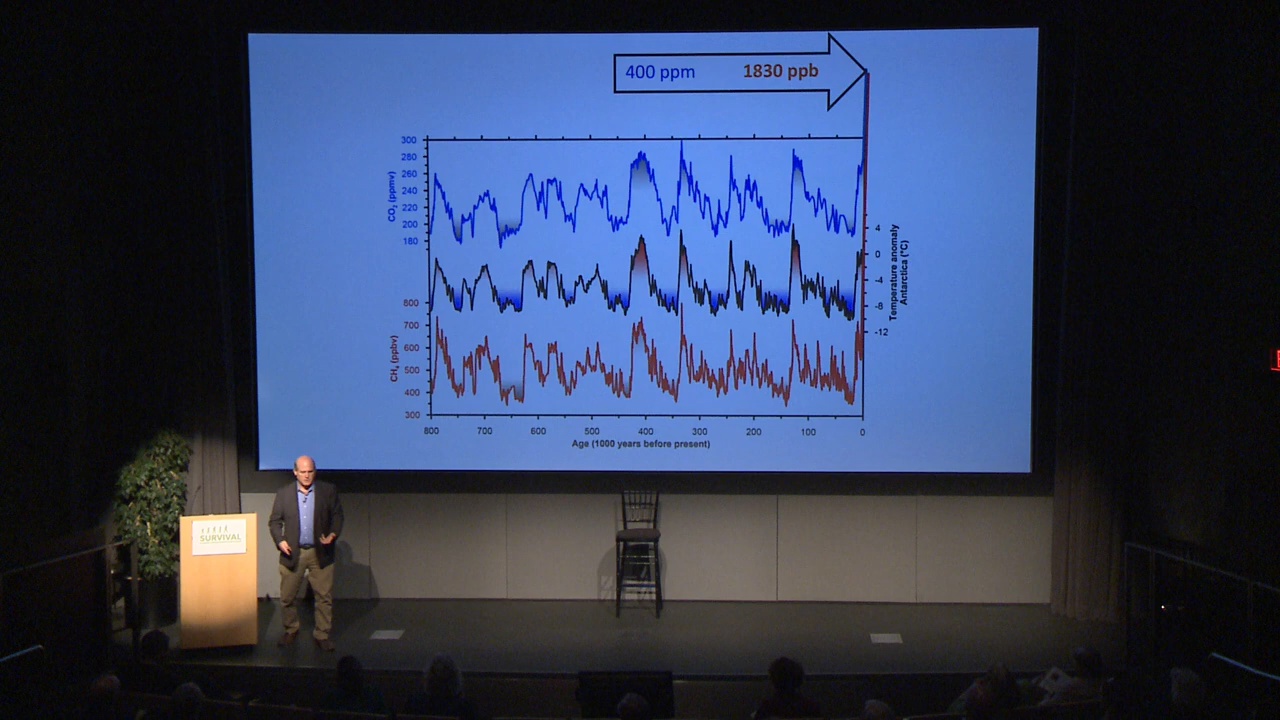 400 ppm 1830 ppb
300
280
260
240
220
200
180
CO₂ (ppmv)
4
0
-4
-8
-12
Temperature anomaly
Antarctica (°C)
800
700
600
500
400
300
CH₄ (ppbv)
800 700 600 500 400 300 200 100 0
Age (1000 years before present)
SURVIVAL